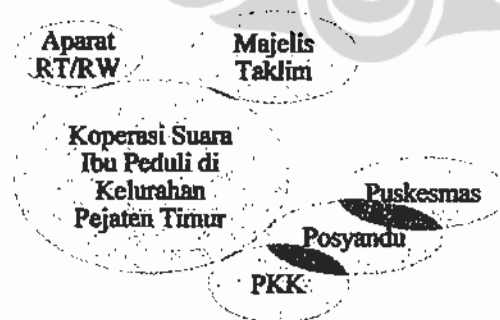 Aparat
RT/RW
Majelis
Taklim
Koperasi Suara
Ibu Peduli di
Kelurahan
Pejaten Timur
Puskesmas
Posyandu
PKK